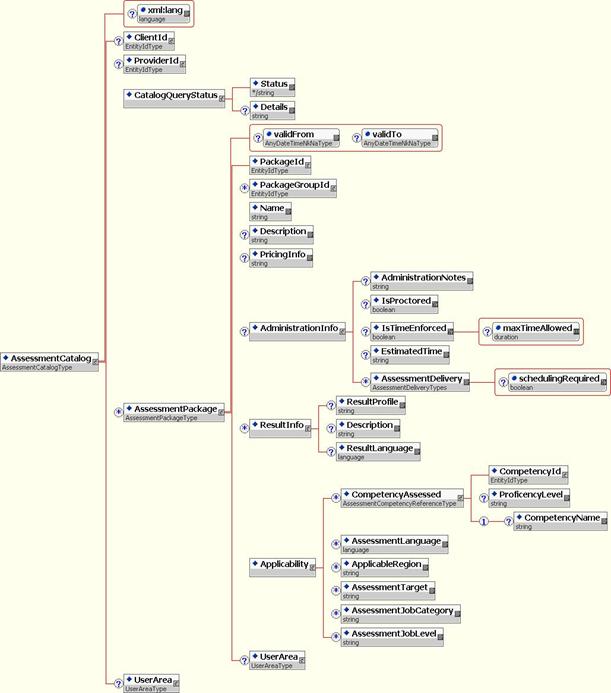 xml:lang
language
ClientId
EntityIdType
ProviderId
EntityIdType
CatalogQueryStatus
Status
*/string
Details
string
validFrom
AnyDateTimeNkNaType
validTo
AnyDateTimeNkNaType
PackageId
EntityIdType
PackageGroupId
EntityIdType
Name
string
Description
string
PricingInfo
string
AdministrationInfo
AdministrationNotes
string
IsProctored
boolean
IsTimeEnforced
boolean
maxTimeAllowed
duration
EstimatedTime
string
AssessmentDelivery
AssessmentDeliveryTypes
schedulingRequired
boolean
AssessmentCatalog
AssessmentCatalogType
AssessmentPackage
AssessmentPackageType
ResultInfo
ResultProfile
string
Description
string
ResultLanguage
language
Applicability
CompetencyAssessed
AssessmentCompetencyReferenceType
CompetencyId
EntityIdType
ProficencyLevel
string
1
CompetencyName
string
AssessmentLanguage
language
ApplicableRegion
string
AssessmentTarget
string
AssessmentJobCategory
string
AssessmentJobLevel
string
UserArea
UserAreaType
UserArea
UserAreaType